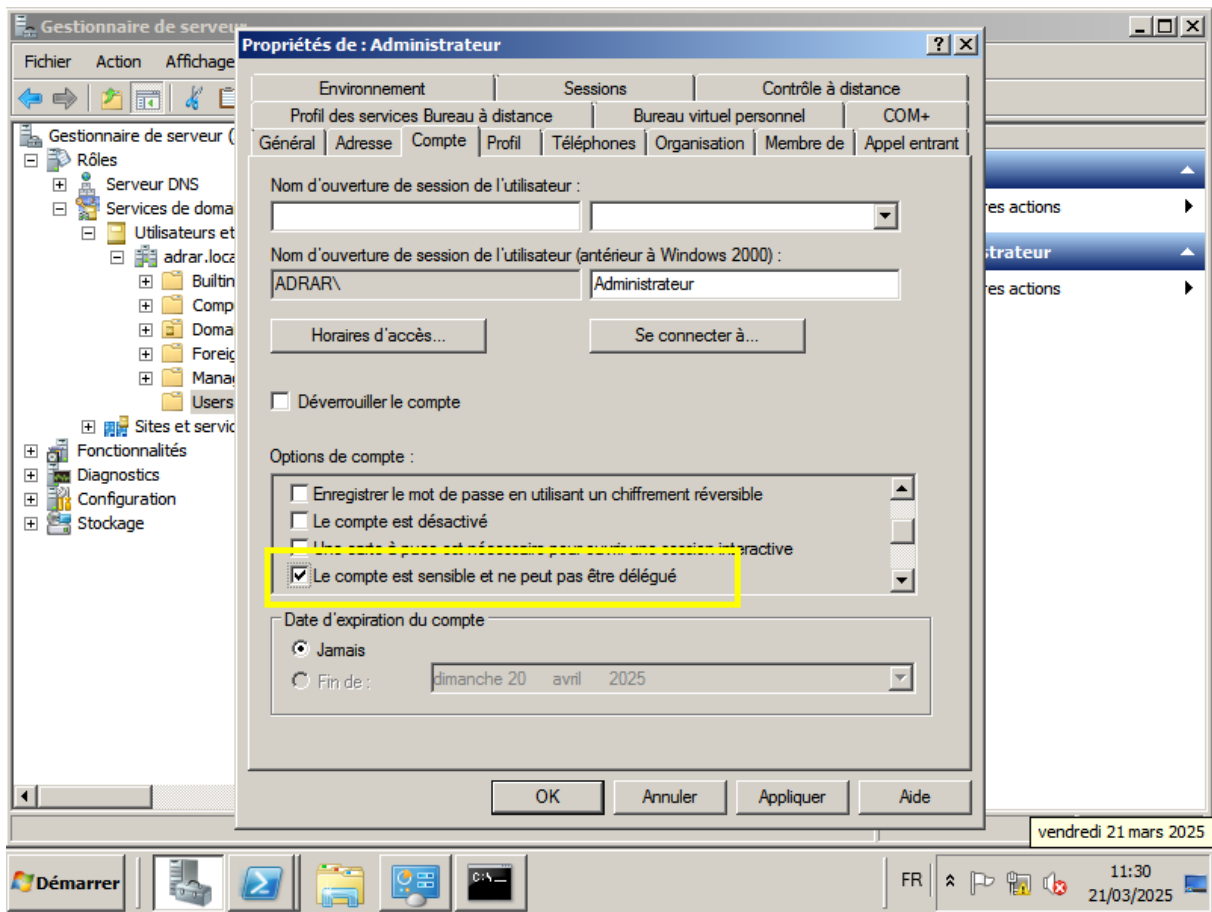 Gestionnaire de serveur
Fichier Action Affichage
Propriétés de : Administrateur
Environnement Sessions Contrôle à distance
Profil des services Bureau à distance Bureau virtuel personnel COM+
Général Adresse Compte Profil Téléphones Organisation Membre de Appel entrant
Gestionnaire de serveur (
Rôles
Serveur DNS
Services de doma
Utilisateurs et
adrar.loca
Builtin
Comp
Doma
Foreig
Manag
Users
Sites et servic
Fonctionnalités
Diagnostics
Configuration
Stockage
Nom d'ouverture de session de l'utilisateur :
Nom d'ouverture de session de l'utilisateur (antérieur à Windows 2000) :
ADRAR\ Administrateur
Horaires d'accès... Se connecter à...
Déverrouiller le compte
Options de compte :
Enregistrer le mot de passe en utilisant un chiffrement réversible
Le compte est désactivé
Une carte à puce est nécessaire pour ouvrir une session interactive
Le compte est sensible et ne peut pas être délégué
Date d'expiration du compte
Jamais
Fin de : dimanche 20 avril 2025
OK Annuler Appliquer Aide
res actions
strateur
res actions
vendredi 21 mars 2025
Démarrer
C:\
FR
11:30
21/03/2025